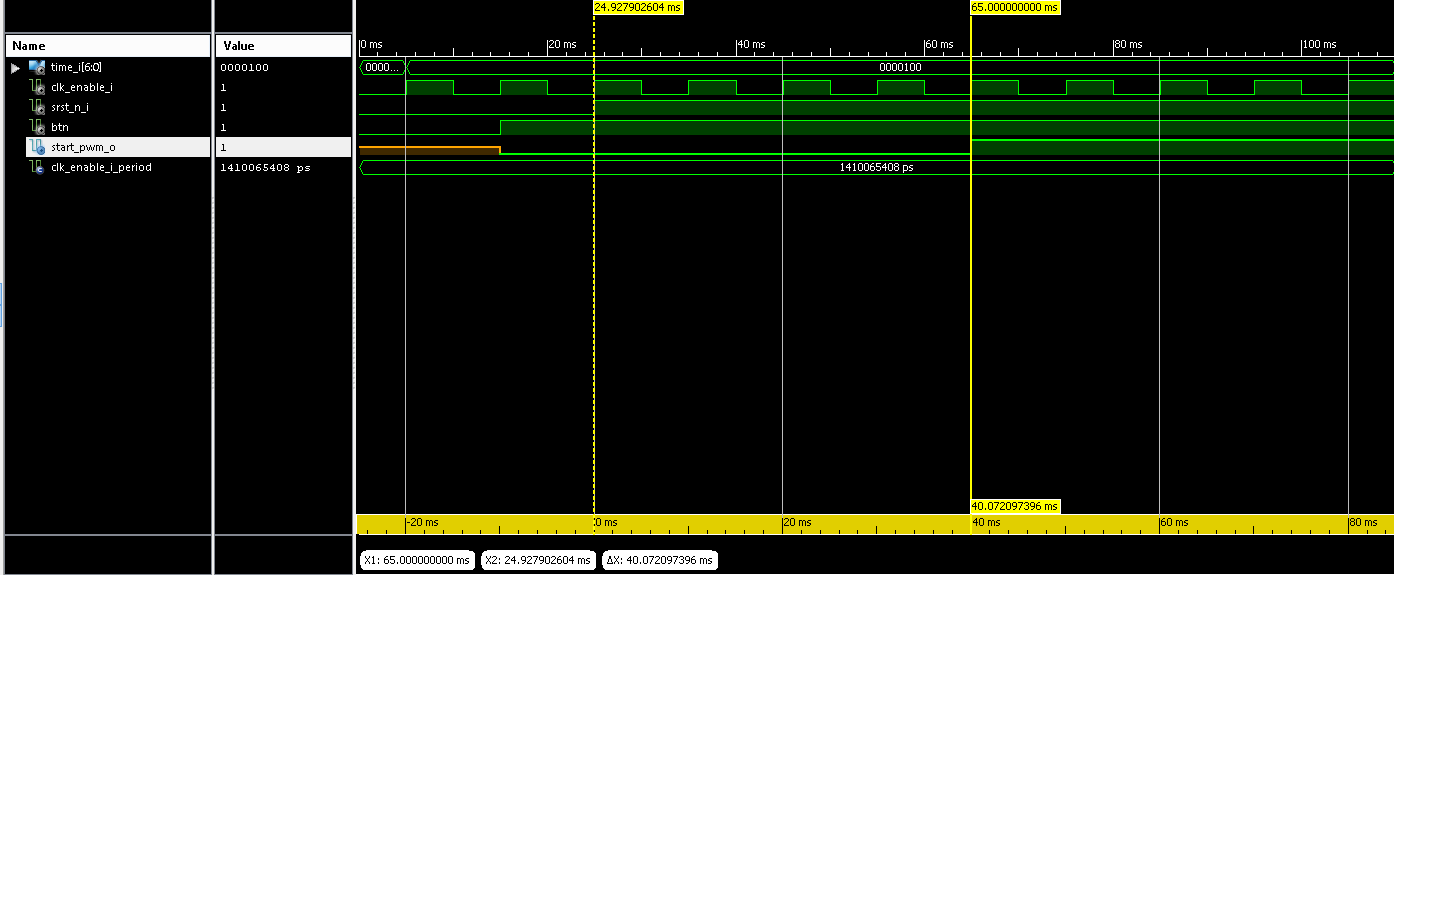 24.927902604 ms 65.000000000 ms
Name Value 0 ms 20 ms 40 ms 60 ms 80 ms 100 ms
time_i[6:0] 0000100 0000... 0000100
clk_enable_i 1
srst_n_i 1
btn 1
start_pwm_o 1
clk_enable_i_period 1410065408 ps 1410065408 ps
40.072097396 ms
-20 ms 0 ms 20 ms 40 ms 60 ms 80 ms
X1: 65.000000000 ms X2: 24.927902604 ms ΔX: 40.072097396 ms